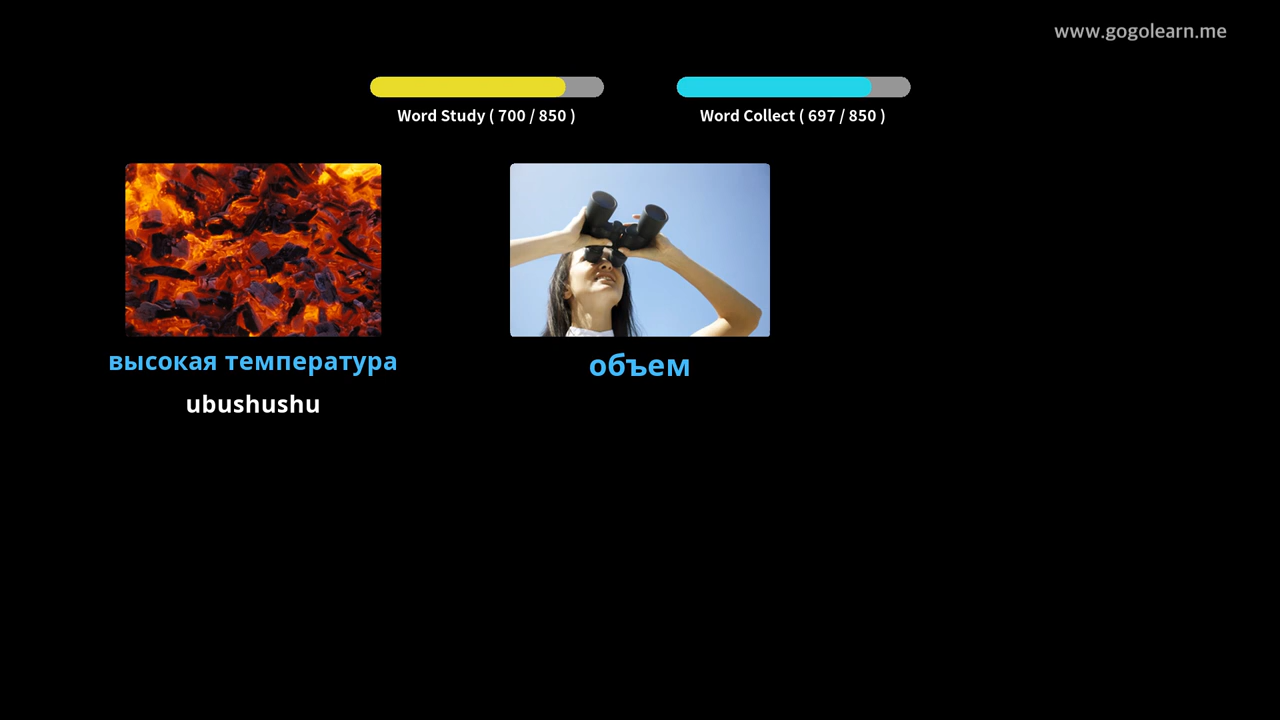 www.gogolearn.me
Word Study ( 700 / 850 )
Word Collect ( 697 / 850 )
высокая температура
ubushushu
объем